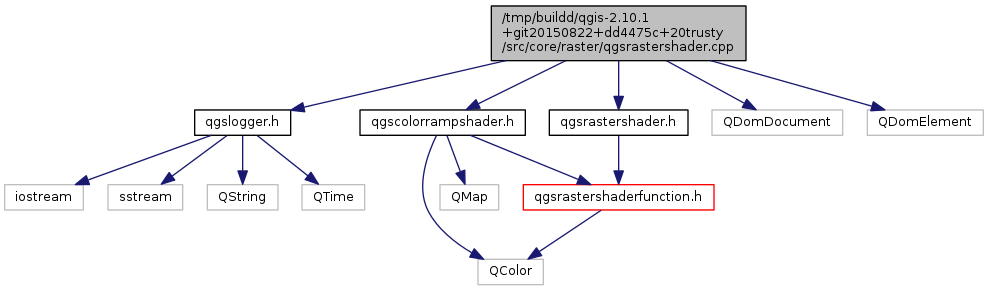 /tmp/buildd/qgis-2.10.1
+git20150822+dd4475c+20trusty
/src/core/raster/qgsrastershader.cpp
qgslogger.h
qgscolorrampshader.h
qgsrastershader.h
QDomDocument
QDomElement
iostream
sstream
QString
QTime
QMap
qgsrastershaderfunction.h
QColor